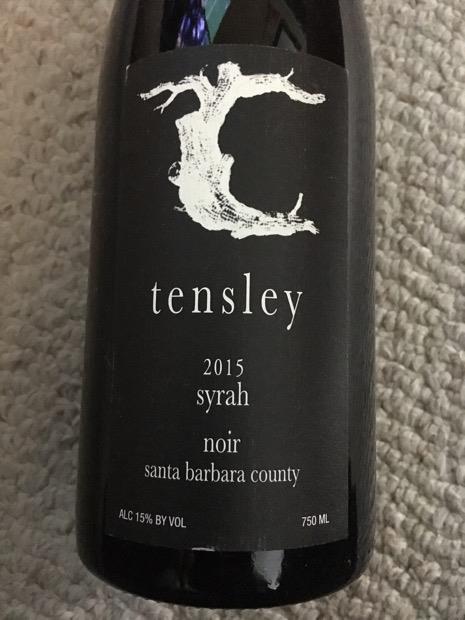 tensley
2015
syrah
noir
santa barbara county
ALC 15% BY VOL 750 ML